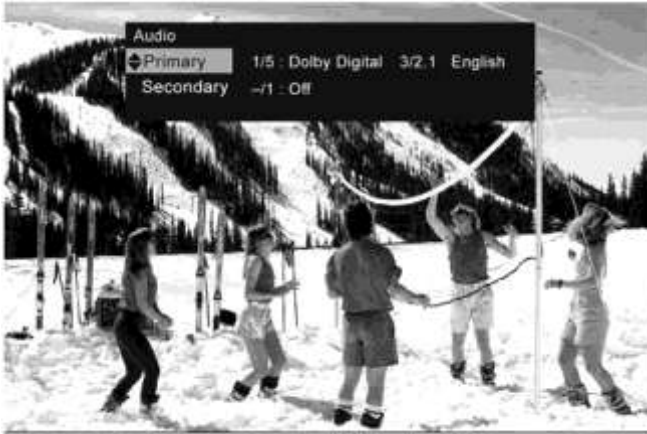 Audio
Primary 1/5 : Dolby Digital 3/2.1 English
Secondary –/1 : Off